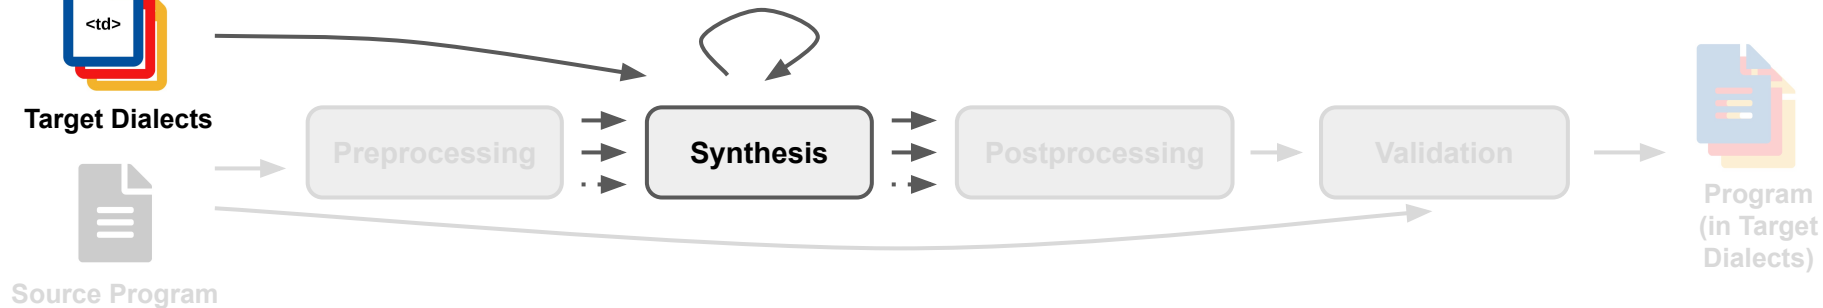 <td>
Target Dialects
Preprocessing
Synthesis
Postprocessing
Validation
Source Program
Program
(in Target
Dialects)